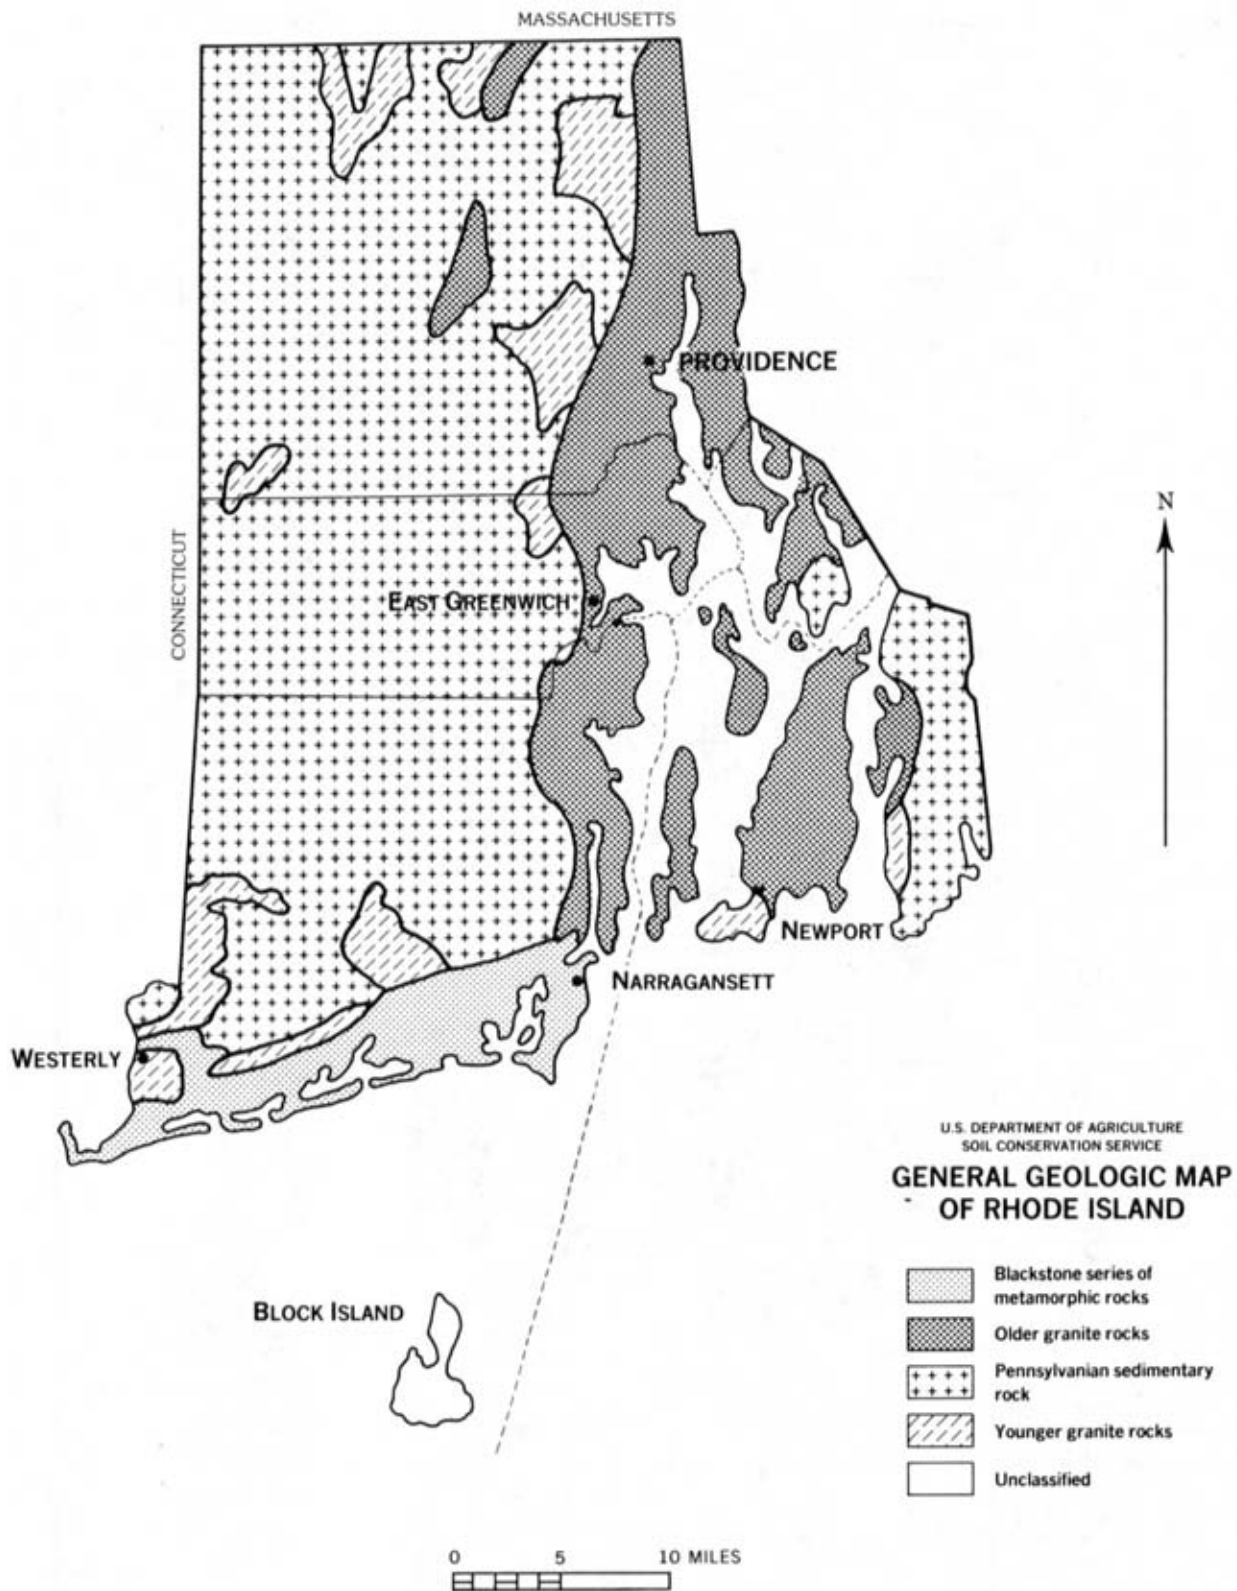 MASSACHUSETTS
PROVIDENCE
CONNECTICUT
N
EAST GREENWICH
NEWPORT
NARRAGANSETT
WESTERLY
BLOCK ISLAND
U.S. DEPARTMENT OF AGRICULTURE
SOIL CONSERVATION SERVICE
GENERAL GEOLOGIC MAP
OF RHODE ISLAND
Blackstone series of
metamorphic rocks
Older granite rocks
Pennsylvanian sedimentary
rock
Younger granite rocks
Unclassified
0 5 10 MILES